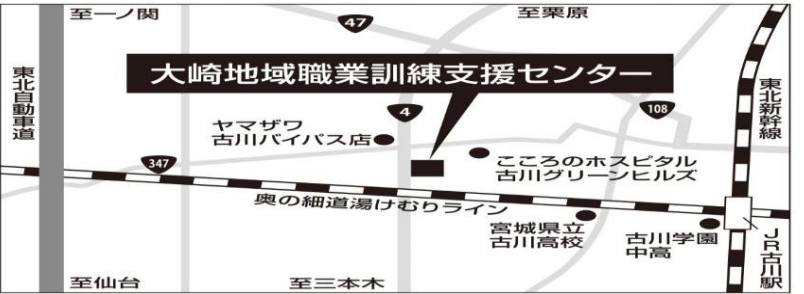 至一ノ関
47
至栗原
大崎地域職業訓練支援センター
東北自動車道
4
108
東北新幹線
ヤマザワ
古川バイパス店
347
こころのホスピタル
古川グリーンヒルズ
奥の細道湯けむりライン
宮城県立
古川高校
古川学園
中高
JR古川駅
至仙台
至三本木